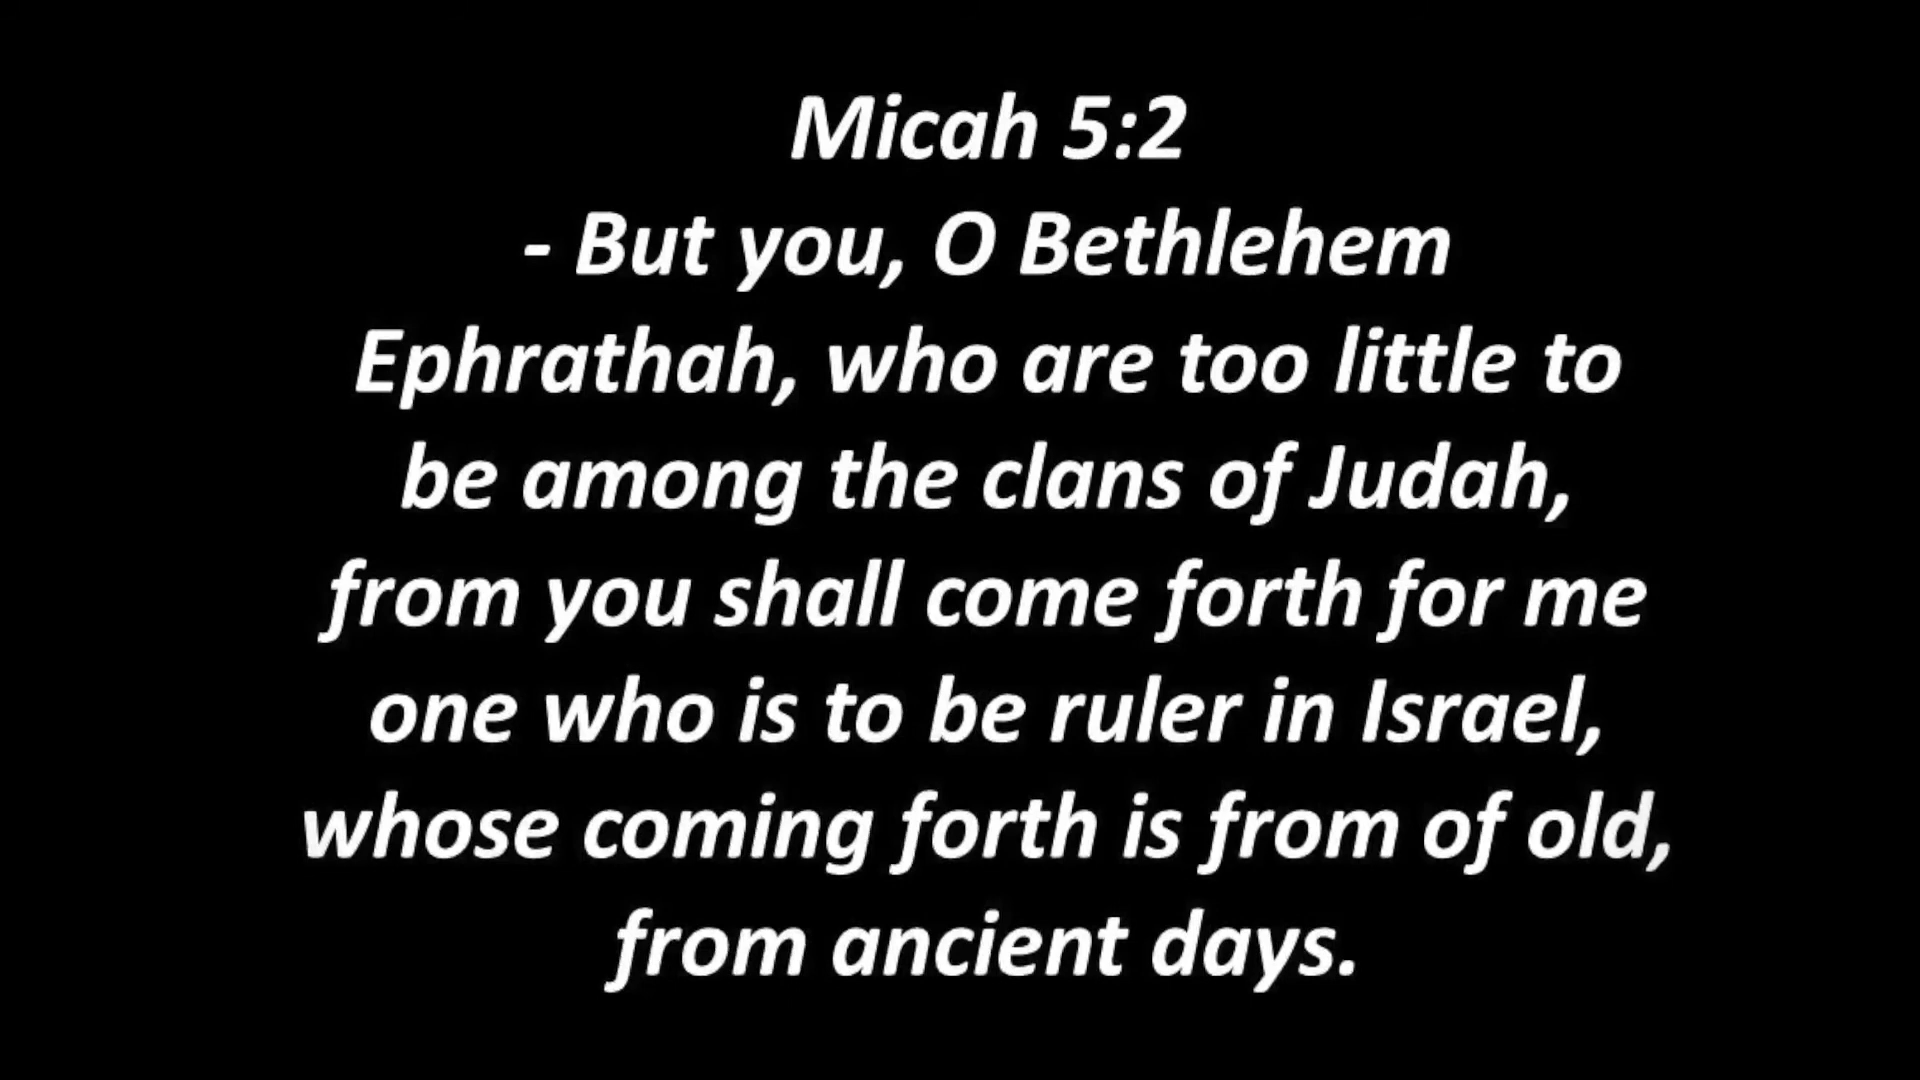 Micah 5:2
- But you, O Bethlehem
Ephrathah, who are too little to
be among the clans of Judah,
from you shall come forth for me
one who is to be ruler in Israel,
whose coming forth is from of old,
from ancient days.